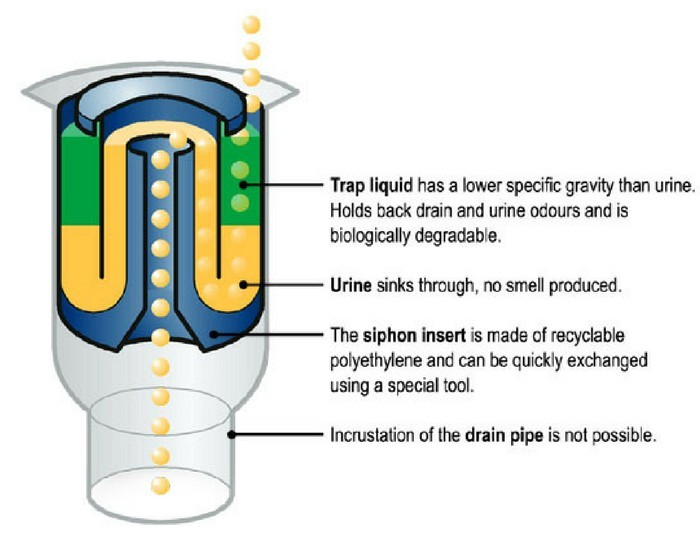 Trap liquid has a lower specific gravity than urine.
Holds back drain and urine odours and is
biologically degradable.
Urine sinks through, no smell produced.
The siphon insert is made of recyclable
polyethylene and can be quickly exchanged
using a special tool.
Incrustation of the drain pipe is not possible.